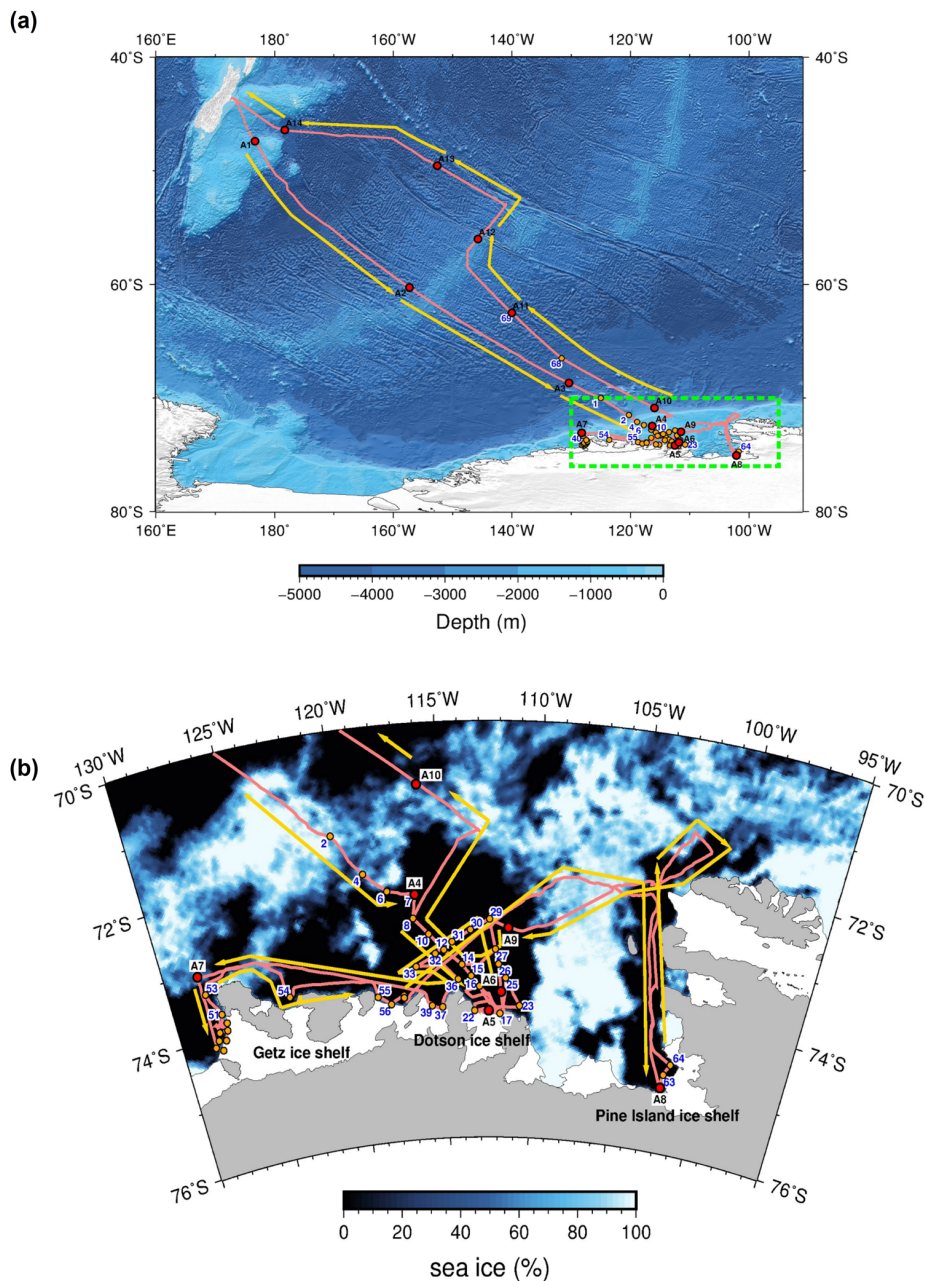 (a)
160˚E 180˚ 160˚W 140˚W 120˚W 100˚W
40˚S 40˚S
A14
A1
A13
A12
A2
60˚S 60˚S
A11
69
68
A3
1
A10
2
A4
A7
4
6
10
A9
40
54
55
A6
23
A5
64
A8
80˚S 80˚S
160˚E 180˚ 160˚W 140˚W 120˚W 100˚W
−5000 −4000 −3000 −2000 −1000 0
Depth (m)
(b)
110˚W
115˚W 105˚W
120˚W 100˚W
125˚W 95˚W
130˚W
70˚S 70˚S
A10
2
4
A4
6
7
72˚S 72˚S
8
29
30
10
31
A9
12
32
27
14
33
26
A7
15
36
16
A6
25
53
54
55
56
39
37
22
A5
17
23
51
Getz ice shelf
Dotson ice shelf
74˚S 74˚S
64
63
A8
Pine Island ice shelf
76˚S 76˚S
0 20 40 60 80 100
sea ice (%)